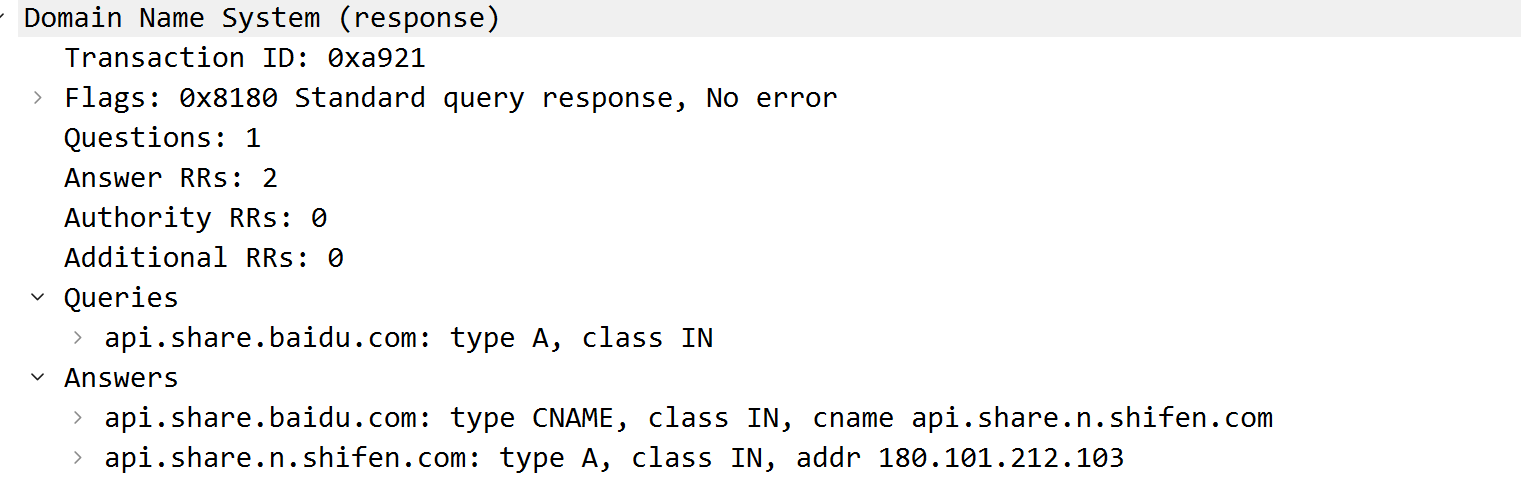 Domain Name System (response)
Transaction ID: 0xa921
Flags: 0x8180 Standard query response, No error
Questions: 1
Answer RRs: 2
Authority RRs: 0
Additional RRs: 0
Queries
api.share.baidu.com: type A, class IN
Answers
api.share.baidu.com: type CNAME, class IN, cname api.share.n.shifen.com
api.share.n.shifen.com: type A, class IN, addr 180.101.212.103